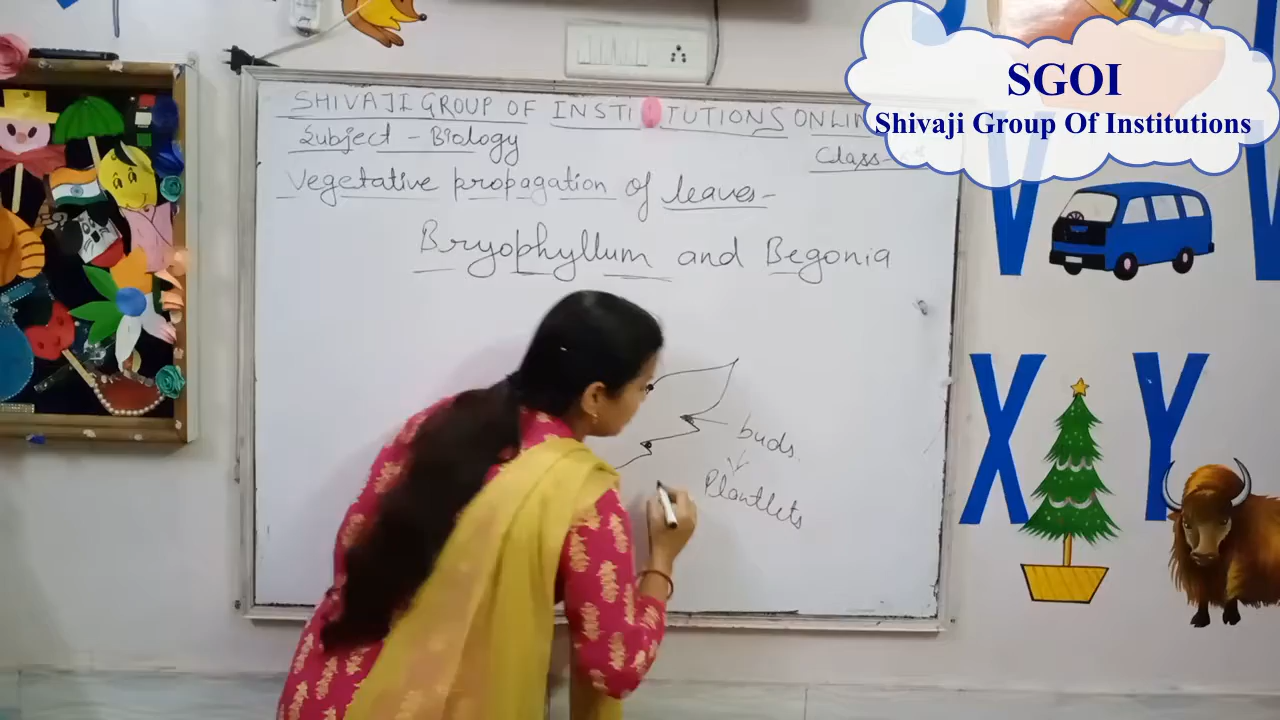 SGOI
Shivaji Group Of Institutions
SHIVAJI GROUP OF INSTITUTIONS
Subject - Biology
Class-
Vegetative propagation of leaves-
Bryophyllum and Begonia
buds
Plantlets
V
X Y